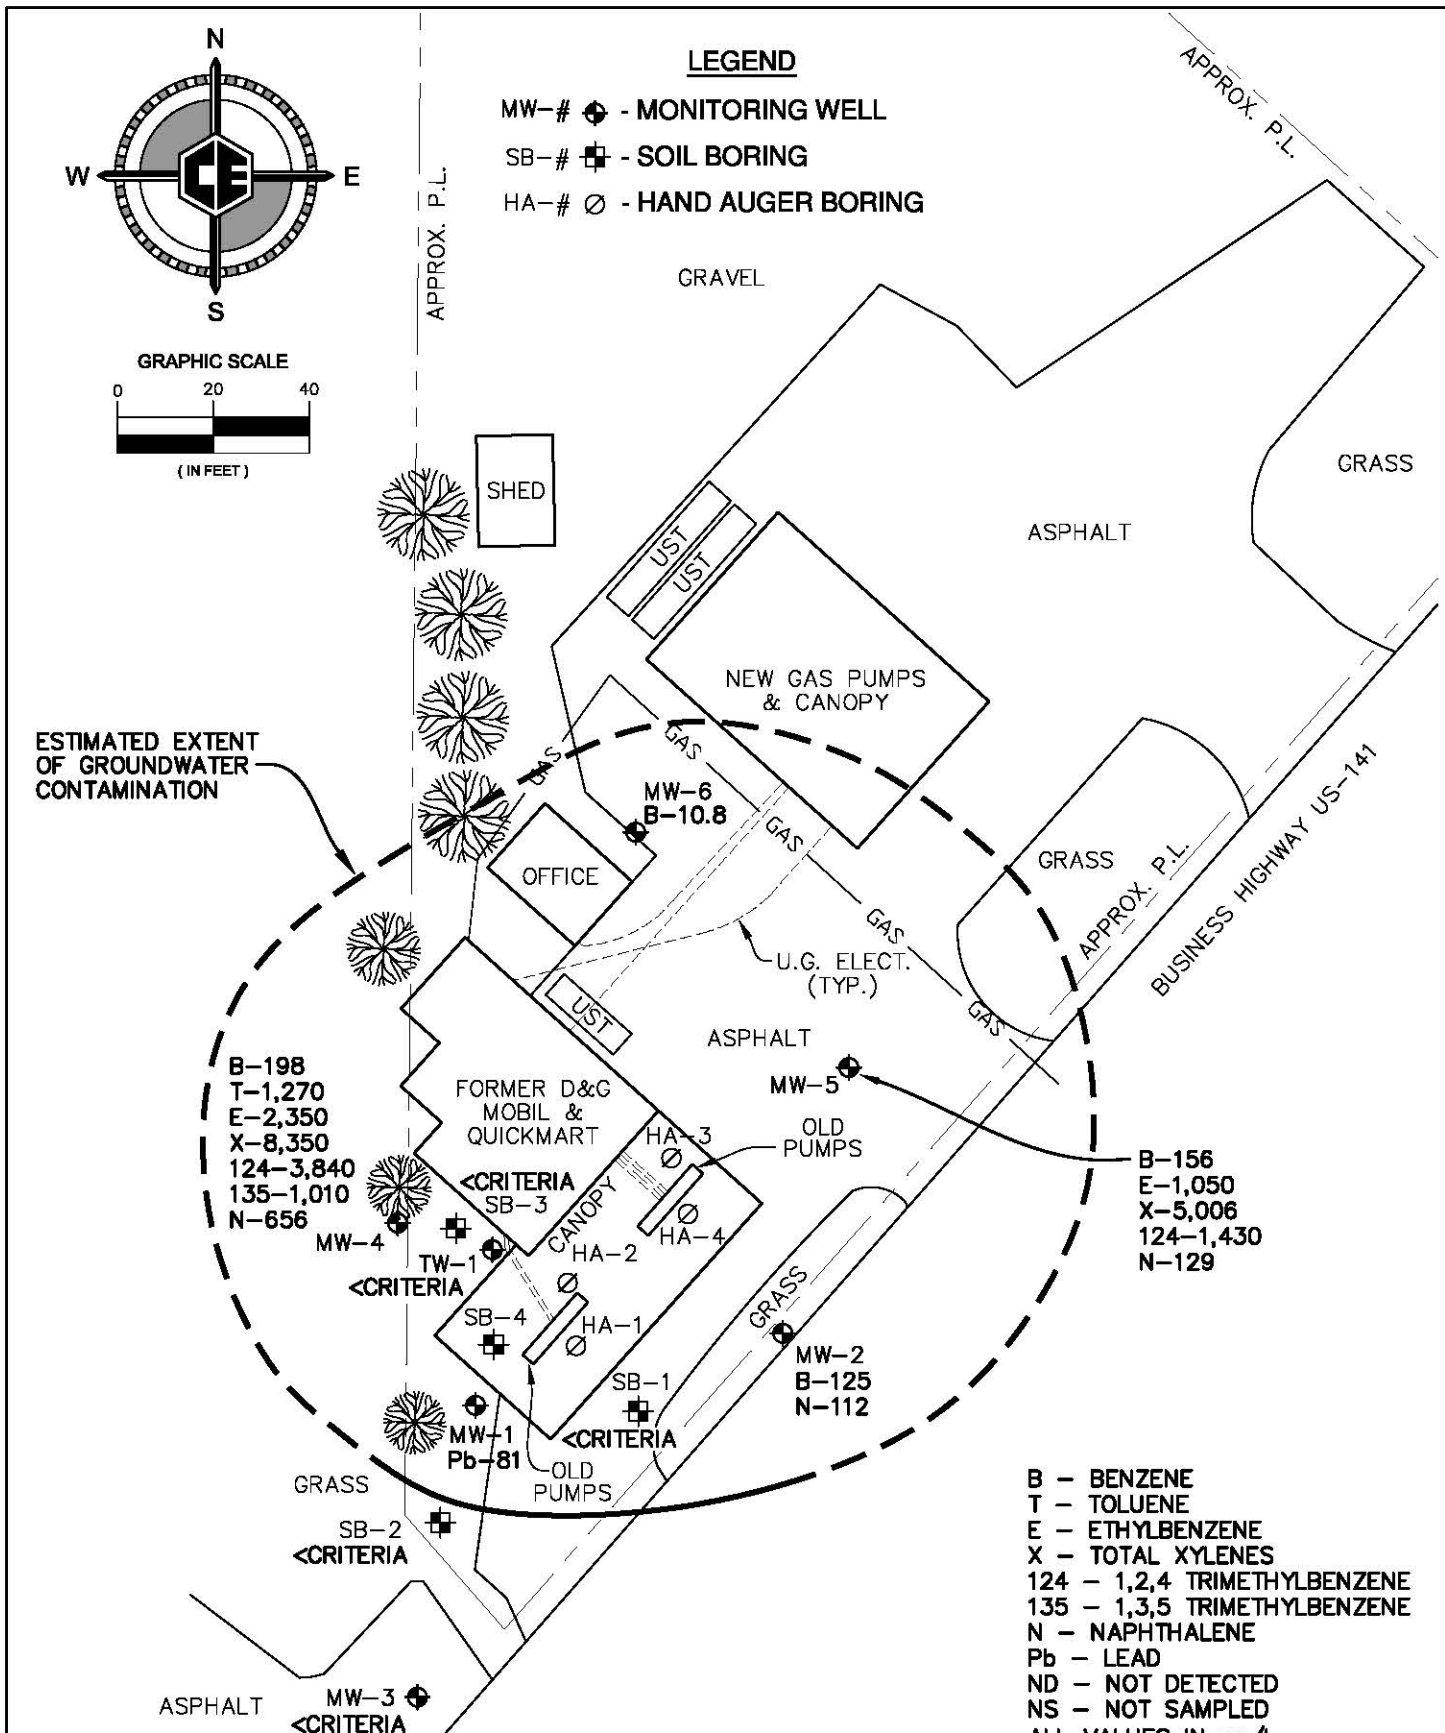 N
W
E
S
CE
GRAPHIC SCALE
0 20 40
( IN FEET )
LEGEND
MW-# - MONITORING WELL
SB-# - SOIL BORING
HA-# - HAND AUGER BORING
APPROX. P.L.
APPROX. P.L.
GRAVEL
SHED
GRASS
ASPHALT
UST
UST
NEW GAS PUMPS
& CANOPY
ESTIMATED EXTENT
OF GROUNDWATER
CONTAMINATION
GAS
GAS
GAS
GAS
GAS
MW-6
B-10.8
OFFICE
GRASS
APPROX. P.L.
BUSINESS HIGHWAY US-141
U.G. ELECT.
(TYP.)
UST
ASPHALT
MW-5
B-198
T-1,270
E-2,350
X-8,350
124-3,840
135-1,010
N-656
MW-4
FORMER D&G
MOBIL &
QUICKMART
<CRITERIA
SB-3
CANOPY
HA-3
OLD
PUMPS
HA-4
HA-2
HA-1
TW-1
<CRITERIA
SB-4
B-156
E-1,050
X-5,006
124-1,430
N-129
GRASS
MW-2
B-125
N-112
SB-1
<CRITERIA
MW-1
Pb-81
OLD
PUMPS
GRASS
SB-2
<CRITERIA
ASPHALT
MW-3
<CRITERIA
B - BENZENE
T - TOLUENE
E - ETHYLBENZENE
X - TOTAL XYLENES
124 - 1,2,4 TRIMETHYLBENZENE
135 - 1,3,5 TRIMETHYLBENZENE
N - NAPHTHALENE
Pb - LEAD
ND - NOT DETECTED
NS - NOT SAMPLED
ALL VALUES IN